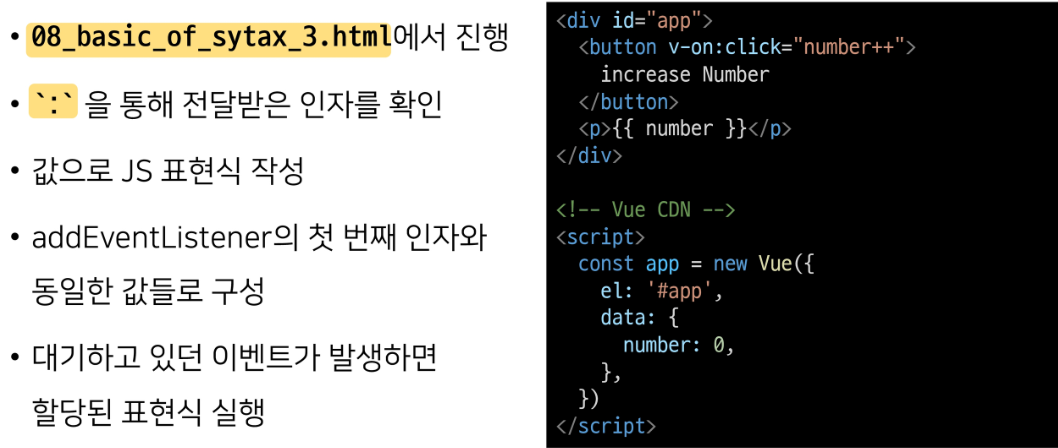 • 08_basic_of_sytax_3.html에서 진행
• `:` 을 통해 전달받은 인자를 확인
• 값으로 JS 표현식 작성
• addEventListener의 첫 번째 인자와
동일한 값들로 구성
• 대기하고 있던 이벤트가 발생하면
할당된 표현식 실행
<div id="app">
  <button v-on:click="number++">
    increase Number
  </button>
  <p>{{ number }}</p>
</div>

<!-- Vue CDN -->
<script>
  const app = new Vue({
    el: '#app',
    data: {
      number: 0,
    },
  })
</script>